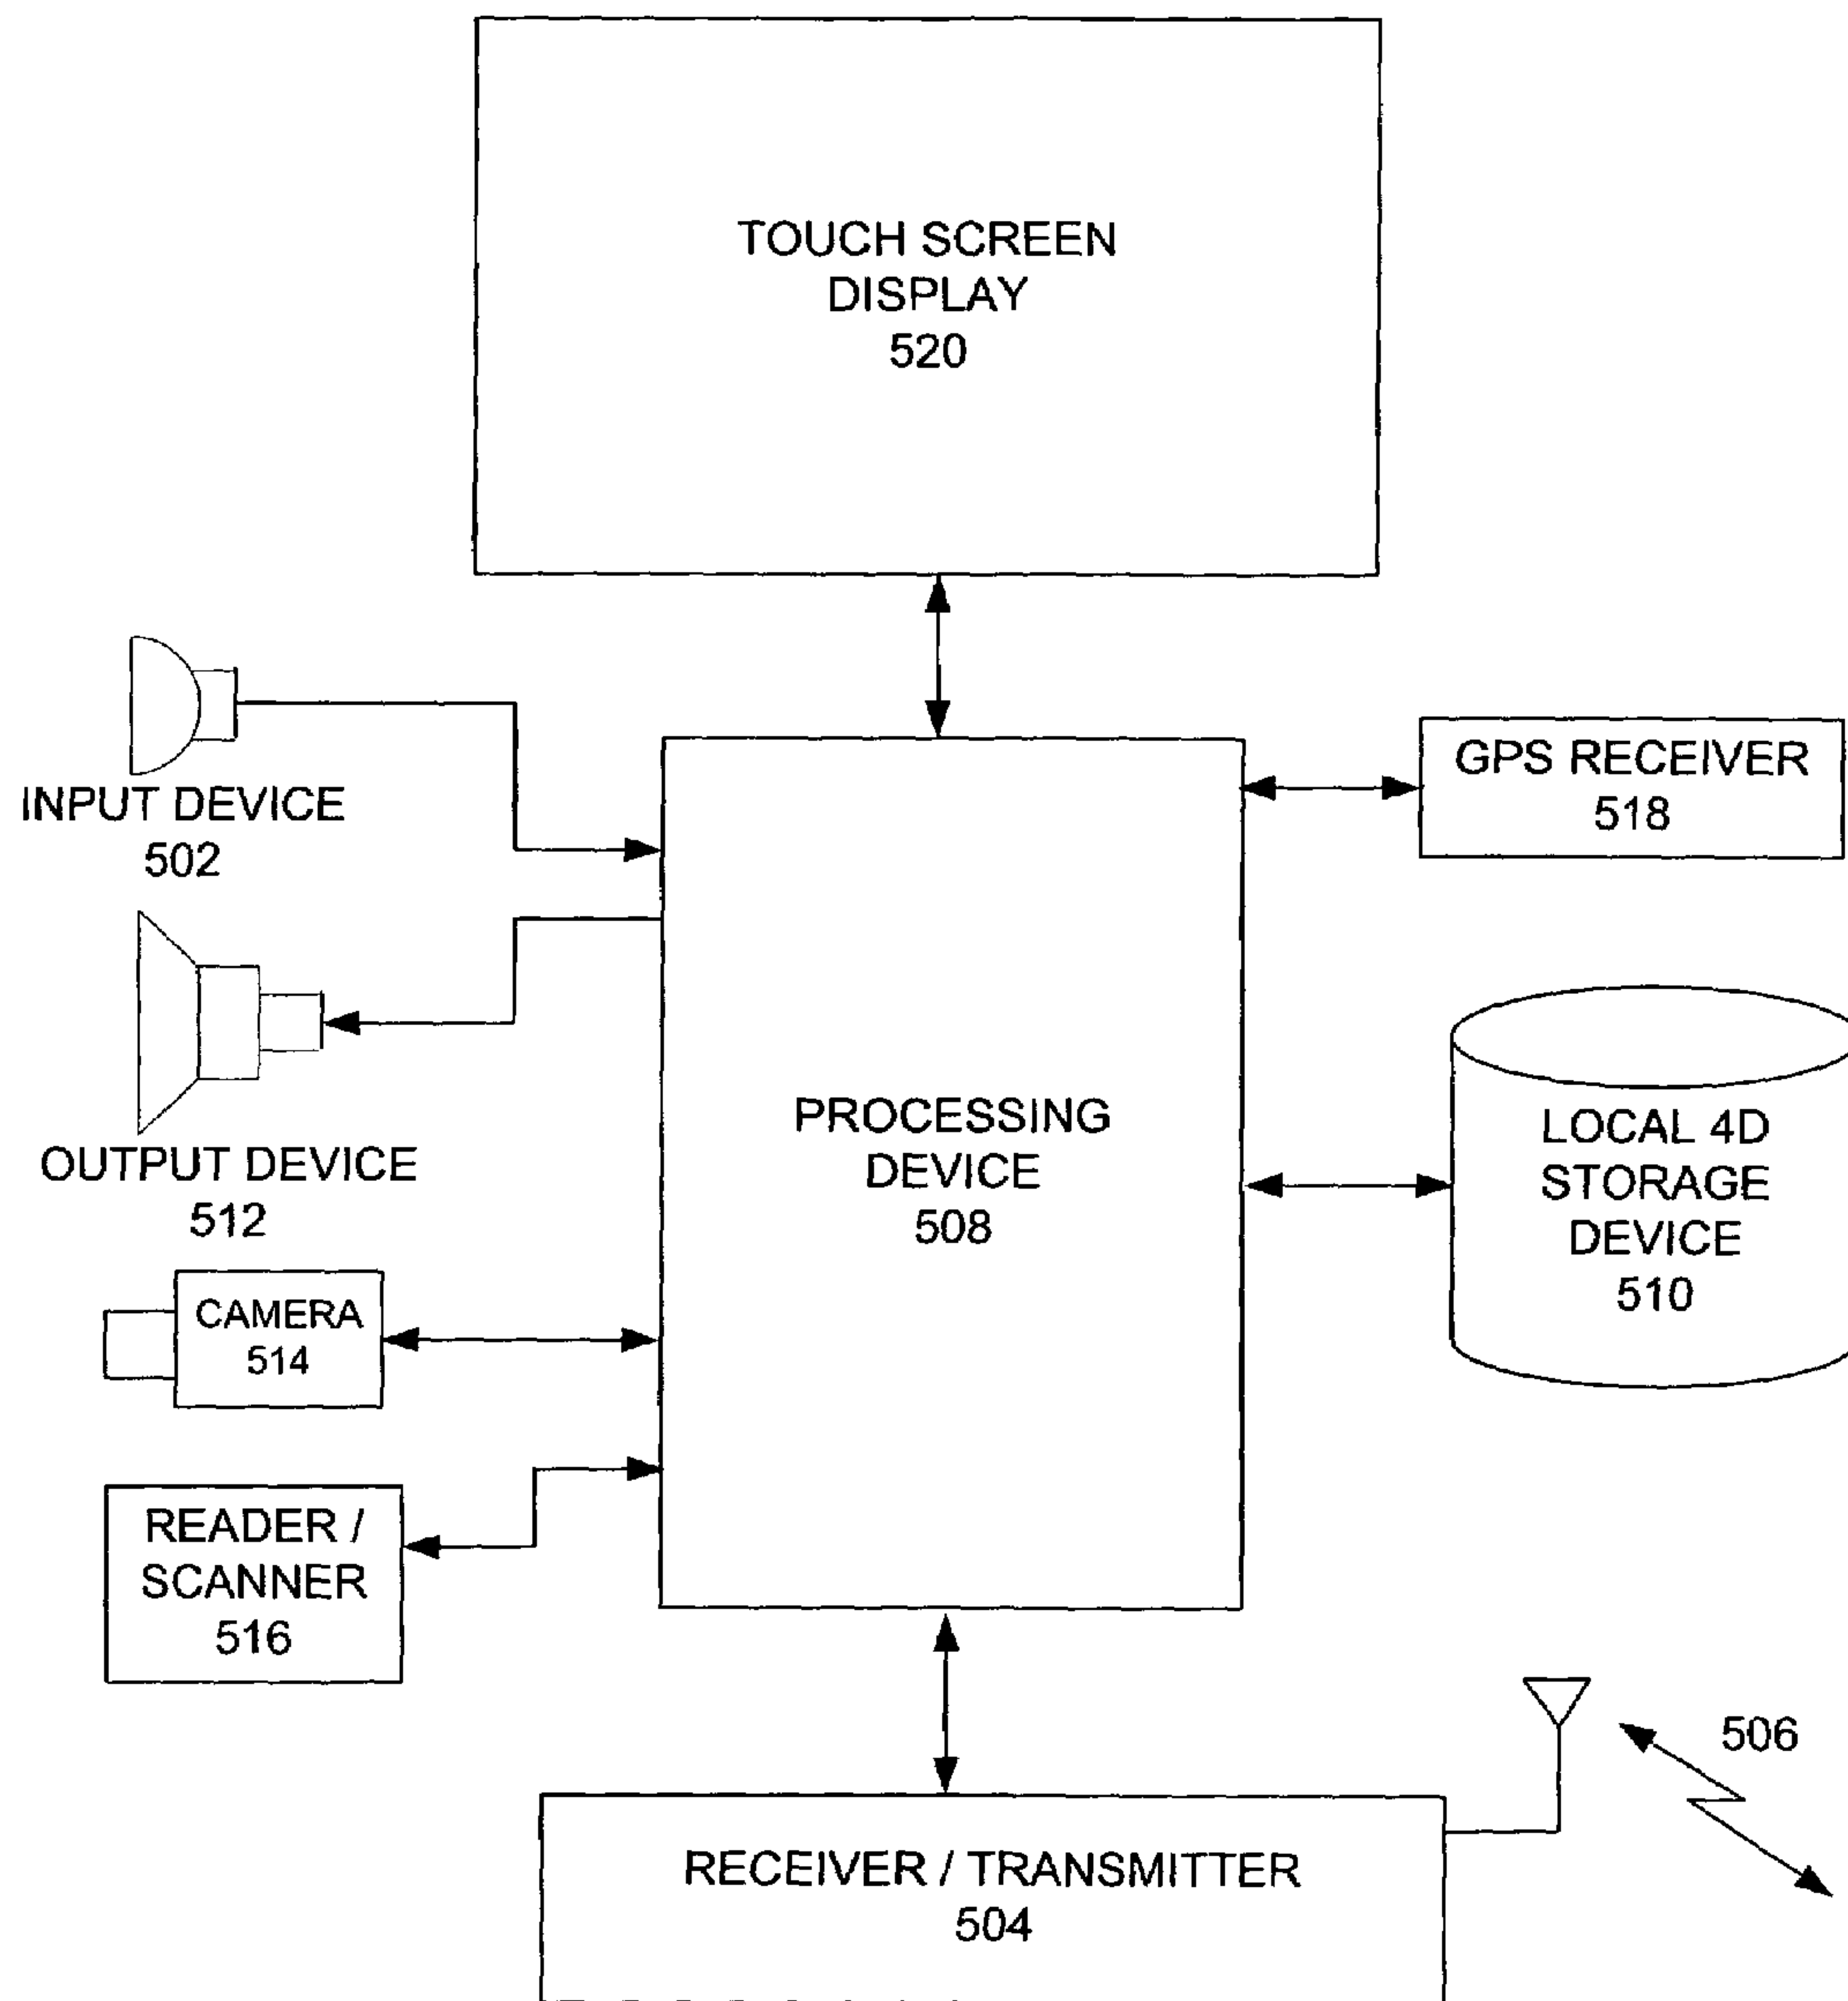 TOUCH SCREEN
DISPLAY
520
INPUT DEVICE
502
GPS RECEIVER
518
OUTPUT DEVICE
512
PROCESSING
DEVICE
508
LOCAL 4D
STORAGE
DEVICE
510
CAMERA
514
READER /
SCANNER
516
506
RECEIVER / TRANSMITTER
504